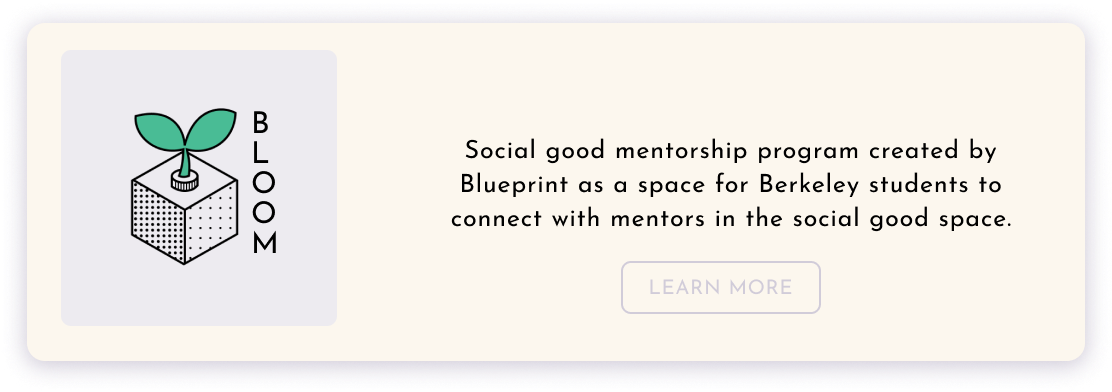 BLOOM
Social good mentorship program created by
Blueprint as a space for Berkeley students to
connect with mentors in the social good space.
LEARN MORE